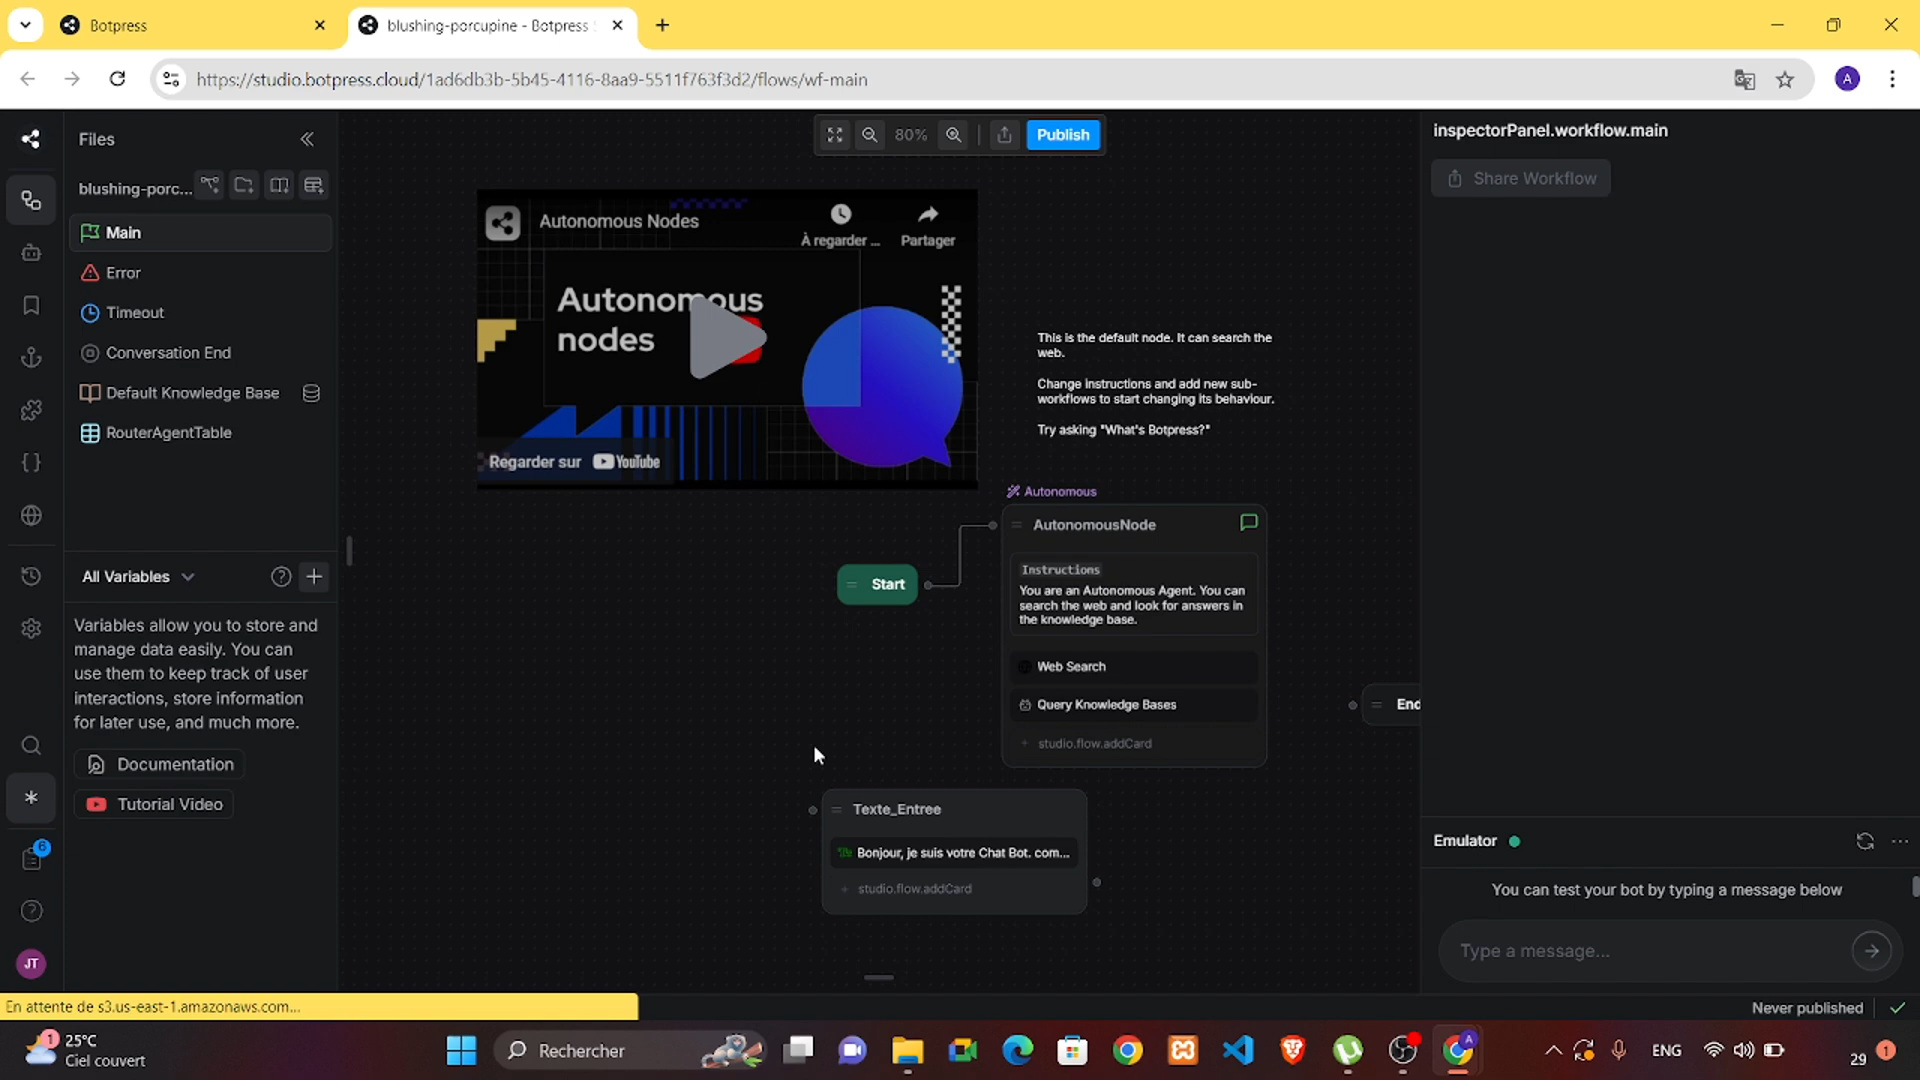 Botpress
blushing-porcupine - Botpress
https://studio.botpress.cloud/1ad6db3b-5b45-4116-8aa9-5511f763f3d2/flows/wf-main
A
Files
80%
Publish
inspectorPanel.workflow.main
blushing-porc...
Share Workflow
Main
Error
Timeout
Conversation End
Default Knowledge Base
RouterAgentTable
Autonomous Nodes
À regarder ...
Partager
Autonomous
nodes
Regarder sur YouTube
This is the default node. It can search the
web.
Change instructions and add new sub-
workflows to start changing its behaviour.
Try asking "What's Botpress?"
Autonomous
AutonomousNode
Instructions
You are an Autonomous Agent. You can
search the web and look for answers in
the knowledge base.
Web Search
Query Knowledge Bases
studio.flow.addCard
Start
End
All Variables
Variables allow you to store and
manage data easily. You can
use them to keep track of user
interactions, store information
for later use, and much more.
Documentation
Tutorial Video
Texte_Entree
Bonjour, je suis votre Chat Bot. com...
studio.flow.addCard
Emulator
You can test your bot by typing a message below
Type a message...
6
JT
En attente de s3.us-east-1.amazonaws.com...
Never published
1
25°C
Ciel couvert
Rechercher
A
ENG
29
1